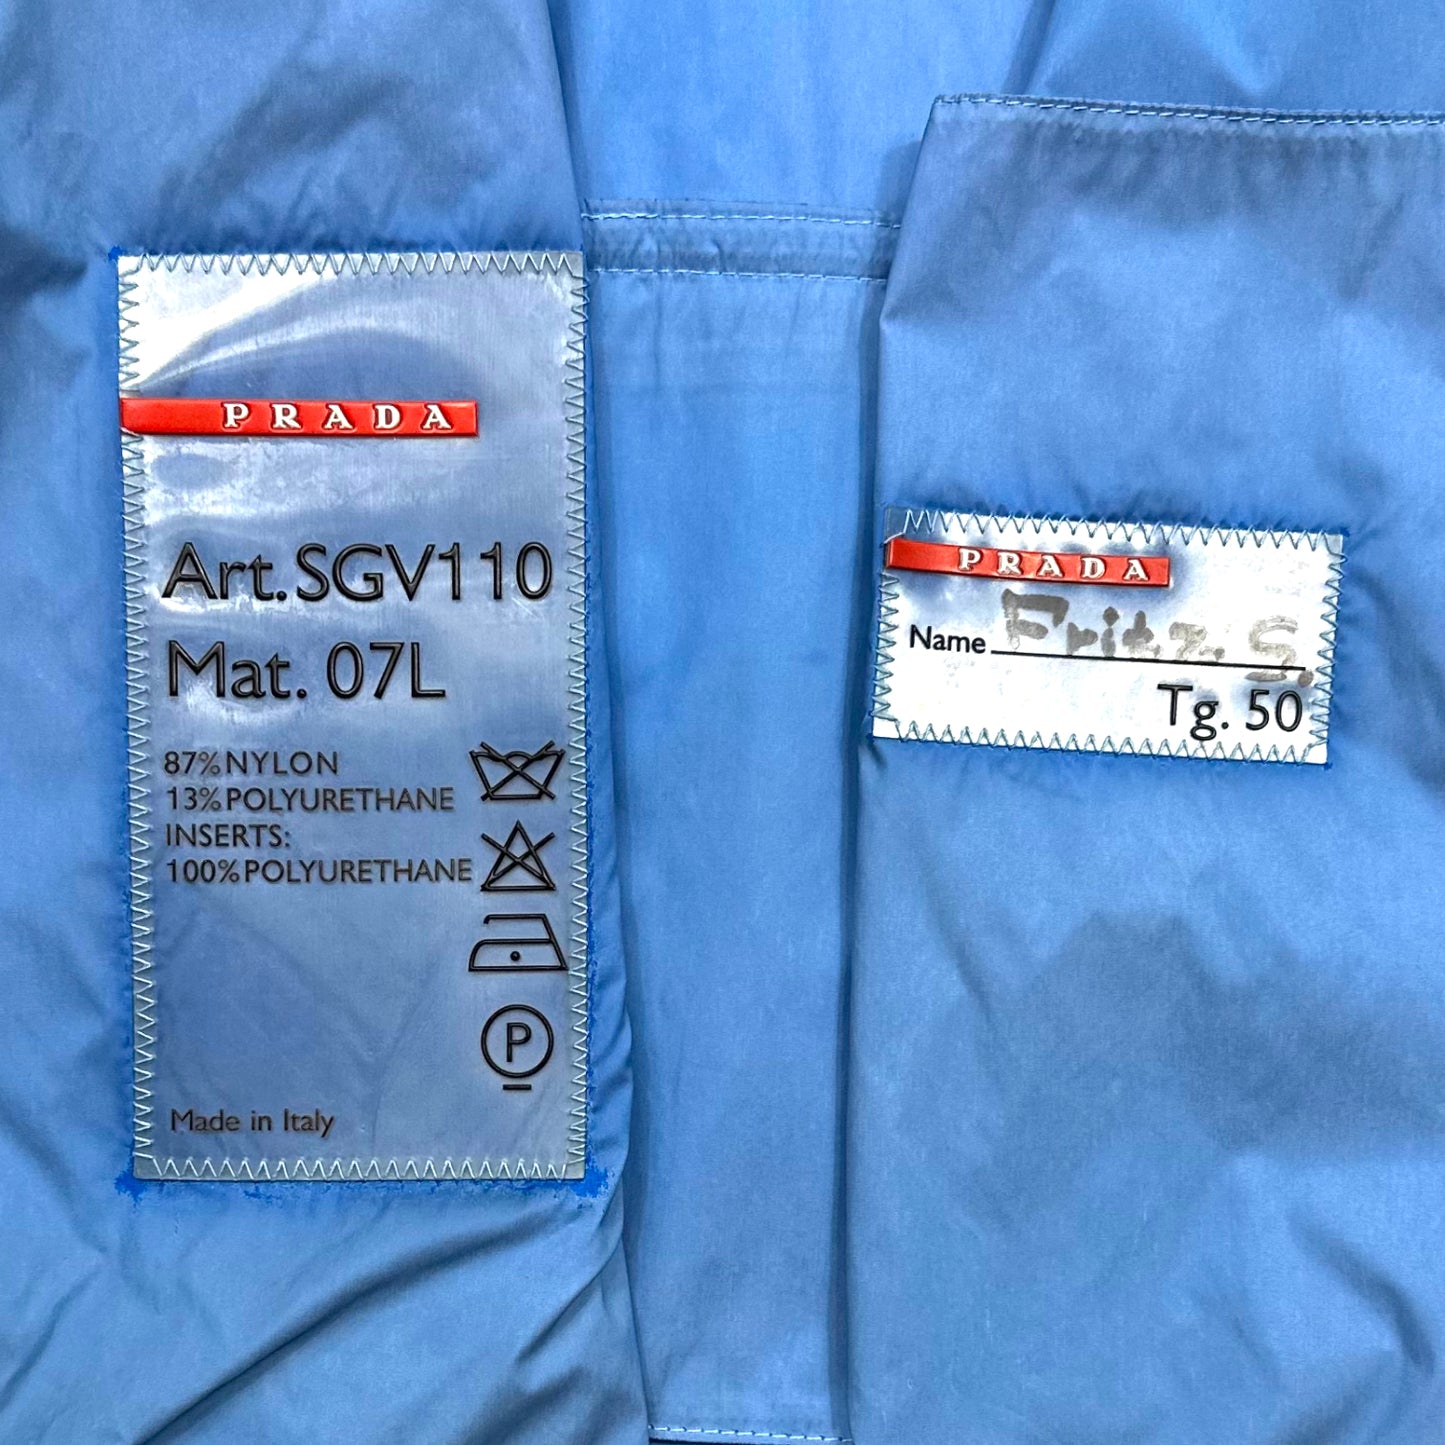 PRADA
Art. SGV110
Mat. 07L
87% NYLON
13% POLYURETHANE
INSERTS:
100% POLYURETHANE
P
Made in Italy
PRADA
Name Fritz S.
Tg. 50